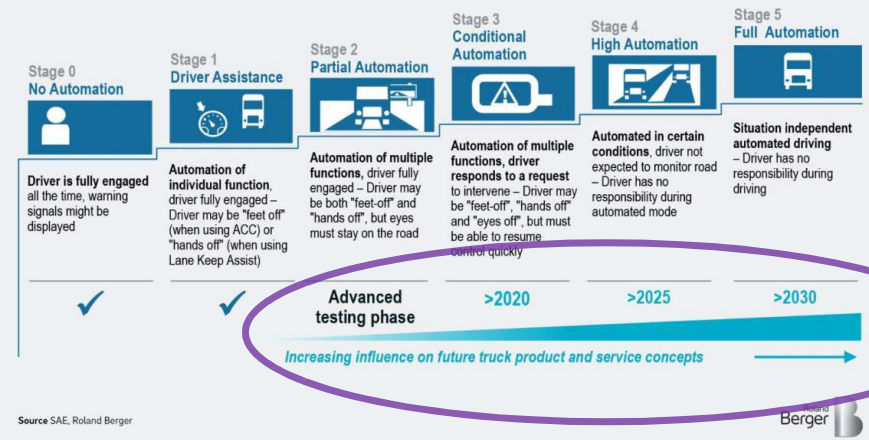 Stage 0
No Automation
Driver is fully engaged
all the time, warning
signals might be
displayed
Stage 1
Driver Assistance
Automation of
individual function,
driver fully engaged –
Driver may be "feet off"
(when using ACC) or
"hands off" (when using
Lane Keep Assist)
Stage 2
Partial Automation
Automation of multiple
functions, driver fully
engaged – Driver may
be both "feet-off" and
"hands off", but eyes
must stay on the road
Stage 3
Conditional
Automation
Automation of multiple
functions, driver
responds to a request
to intervene – Driver may
be "feet-off", "hands off"
and "eyes off", but must
be able to resume
control quickly
Stage 4
High Automation
Automated in certain
conditions, driver not
expected to monitor road
– Driver has no
responsibility during
automated mode
Stage 5
Full Automation
Situation independent
automated driving
– Driver has no
responsibility during
driving
Advanced
testing phase
>2020
>2025
>2030
Increasing influence on future truck product and service concepts
Source SAE, Roland Berger
Roland
Berger
B